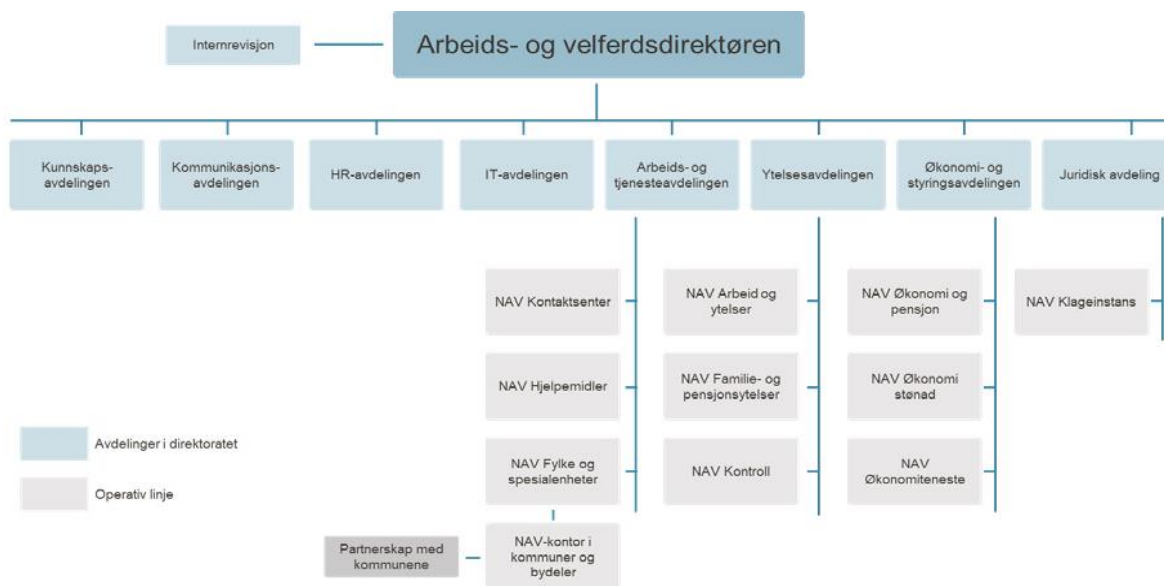 Internrevisjon
Arbeids- og velferdsdirektøren
Kunnskaps-
avdelingen
Kommunikasjons-
avdelingen
HR-avdelingen
IT-avdelingen
Arbeids- og
tjenesteavdelingen
Ytelsesavdelingen
Økonomi- og
styringsavdelingen
Juridisk avdeling
NAV Kontaktsenter
NAV Hjelpemidler
NAV Fylke og
spesialenheter
NAV-kontor i
kommuner og
bydeler
Partnerskap med
kommunene
NAV Arbeid og
ytelser
NAV Familie- og
pensjonsytelser
NAV Kontroll
NAV Økonomi og
pensjon
NAV Økonomi
stønad
NAV
Økonomiteneste
NAV Klageinstans
Avdelinger i direktoratet
Operativ linje